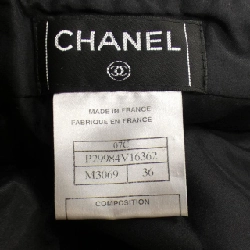 CHANEL
MADE IN FRANCE
FABRIQUE EN FRANCE
07C
P29984V16362
M3069 36
COMPOSITION